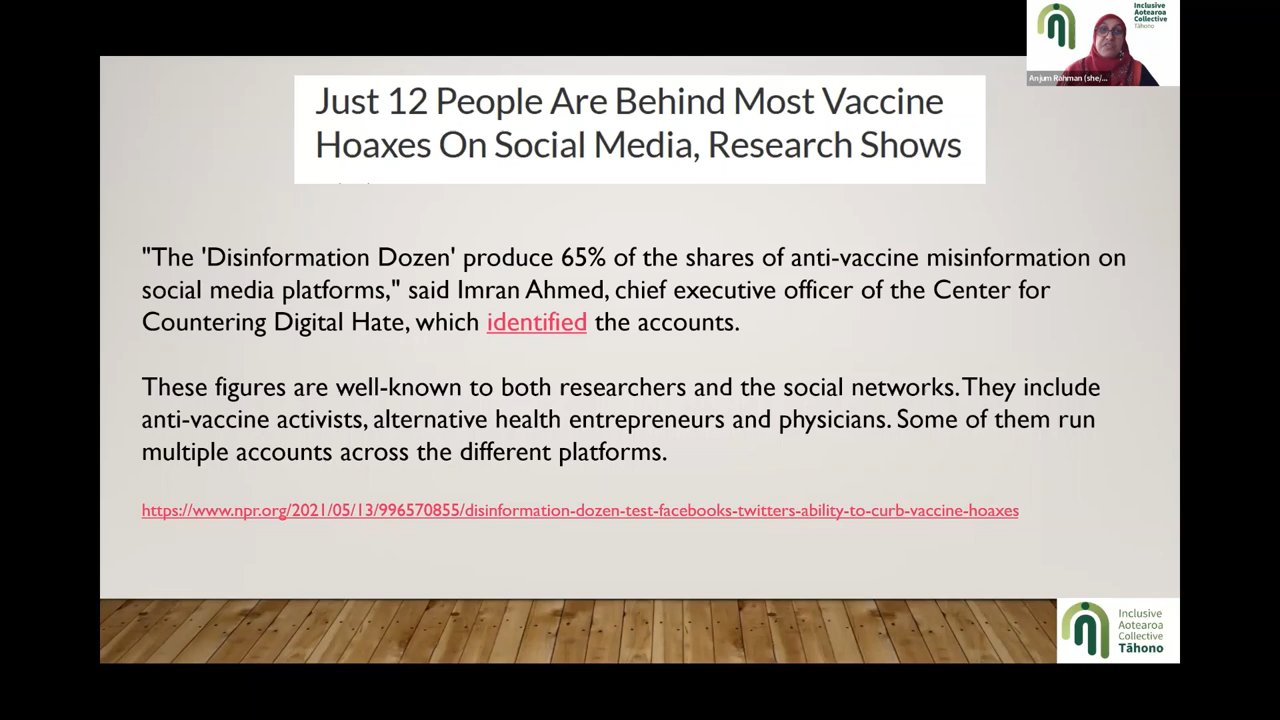 Inclusive
Aotearoa
Collective
Tāhono
Anjum Rahman (she/...
Just 12 People Are Behind Most Vaccine
Hoaxes On Social Media, Research Shows
"The 'Disinformation Dozen' produce 65% of the shares of anti-vaccine misinformation on
social media platforms," said Imran Ahmed, chief executive officer of the Center for
Countering Digital Hate, which identified the accounts.
These figures are well-known to both researchers and the social networks. They include
anti-vaccine activists, alternative health entrepreneurs and physicians. Some of them run
multiple accounts across the different platforms.
https://www.npr.org/2021/05/13/996570855/disinformation-dozen-test-facebooks-twitters-ability-to-curb-vaccine-hoaxes
Inclusive
Aotearoa
Collective
Tāhono